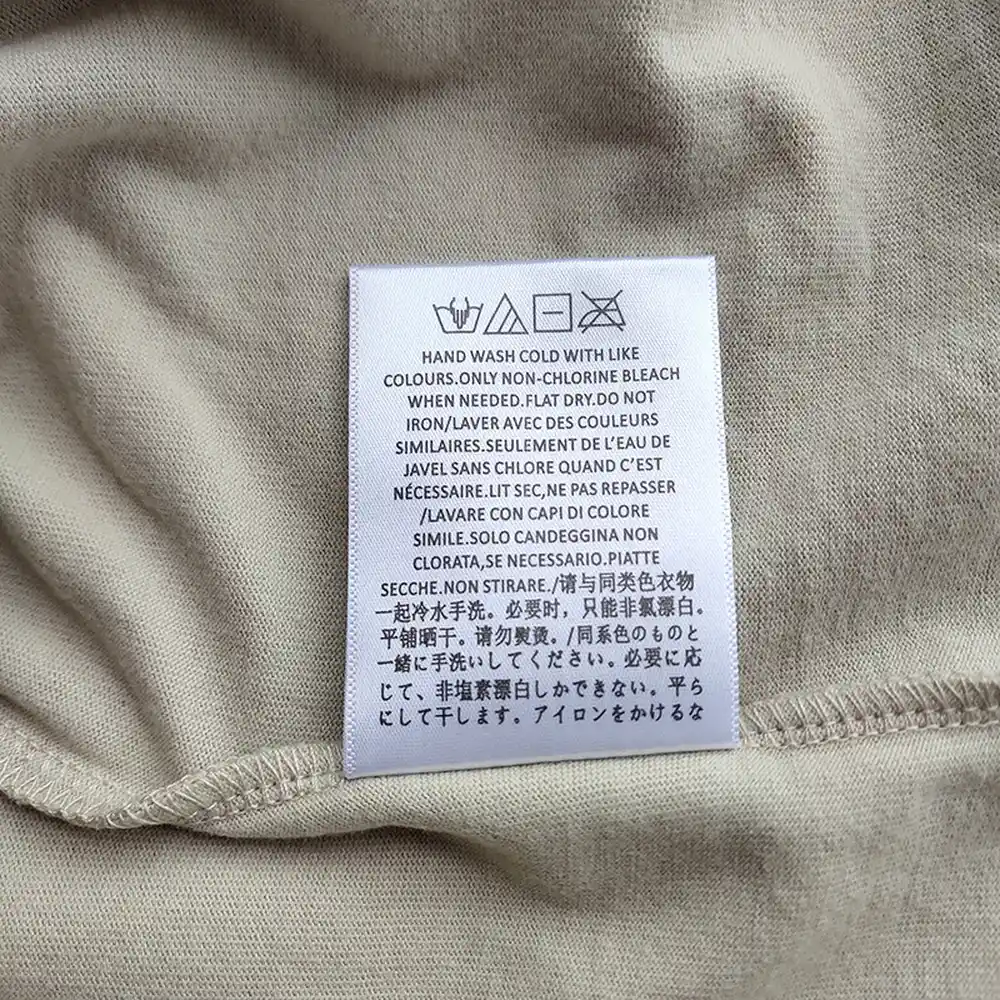 HAND WASH COLD WITH LIKE
COLOURS.ONLY NON-CHLORINE BLEACH
WHEN NEEDED.FLAT DRY.DO NOT
IRON/LAVER AVEC DES COULEURS
SIMILAIRES.SEULEMENT DE L'EAU DE
JAVEL SANS CHLORE QUAND C'EST
NÉCESSAIRE.LIT SEC,NE PAS REPASSER
/LAVARE CON CAPI DI COLORE
SIMILE.SOLO CANDEGGINA NON
CLORATA,SE NECESSARIO.PIATTE
SECCHE.NON STIRARE./请与同类色衣物
一起冷水手洗。必要时，只能非氯漂白。
平铺晒干。请勿熨烫。/同系色のものと
一緒に手洗いしてください。必要に応
じて、非塩素漂白しかできない。平ら
にして干します。アイロンをかけるな